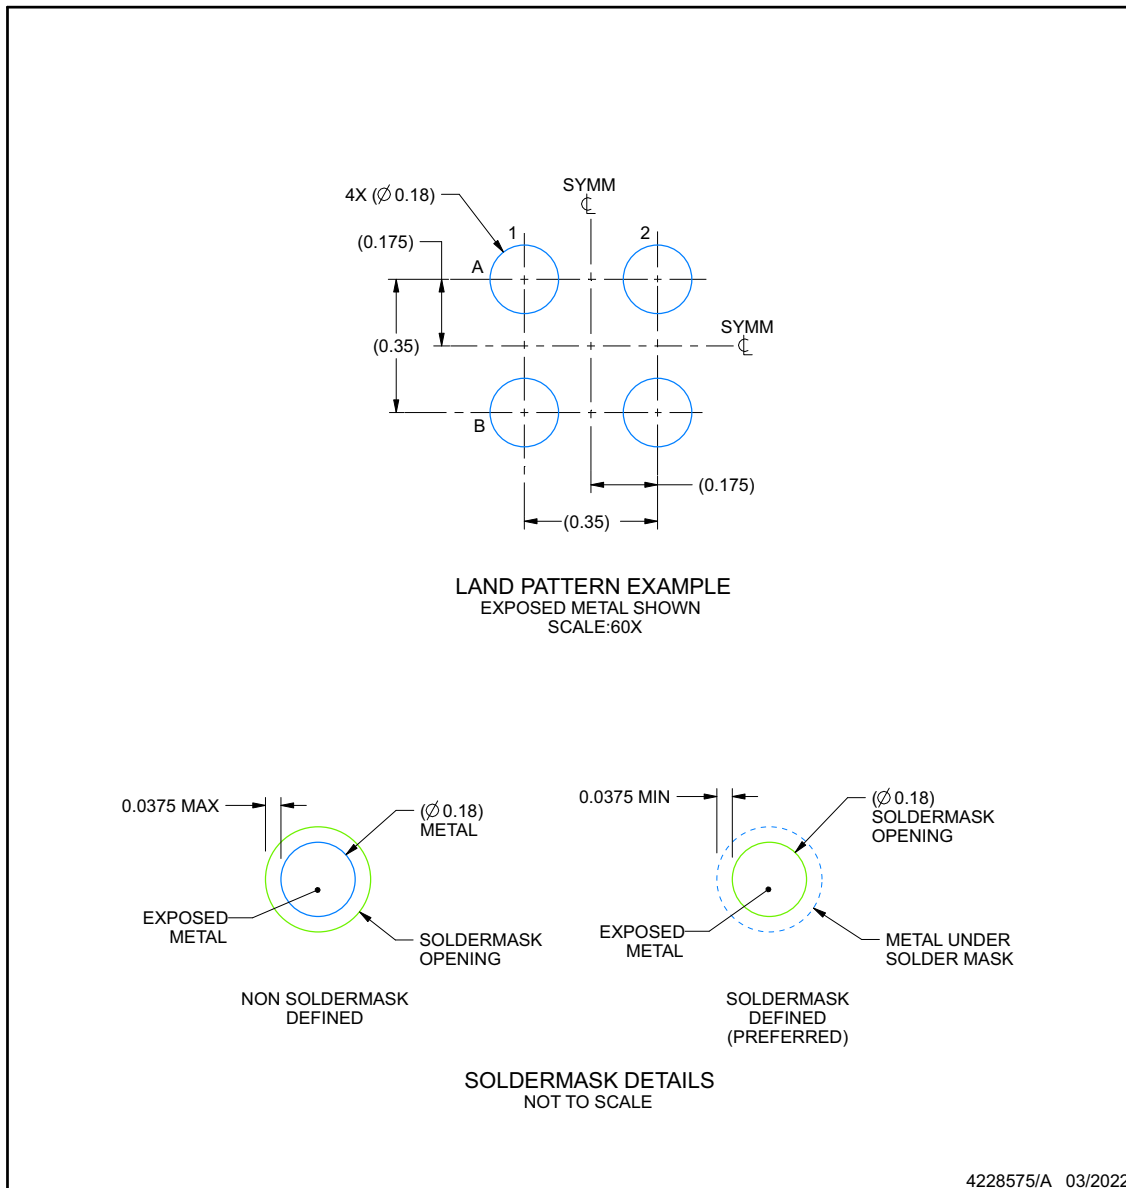 SYMM
℄
4X (∅ 0.18)
1
2
(0.175)
A
SYMM
℄
(0.35)
B
(0.175)
(0.35)
LAND PATTERN EXAMPLE
EXPOSED METAL SHOWN
SCALE:60X
0.0375 MAX
(∅ 0.18)
METAL
EXPOSED
METAL
SOLDERMASK
OPENING
NON SOLDERMASK
DEFINED
0.0375 MIN
(∅ 0.18)
SOLDERMASK
OPENING
EXPOSED
METAL
METAL UNDER
SOLDER MASK
SOLDERMASK
DEFINED
(PREFERRED)
SOLDERMASK DETAILS
NOT TO SCALE
4228575/A 03/2022